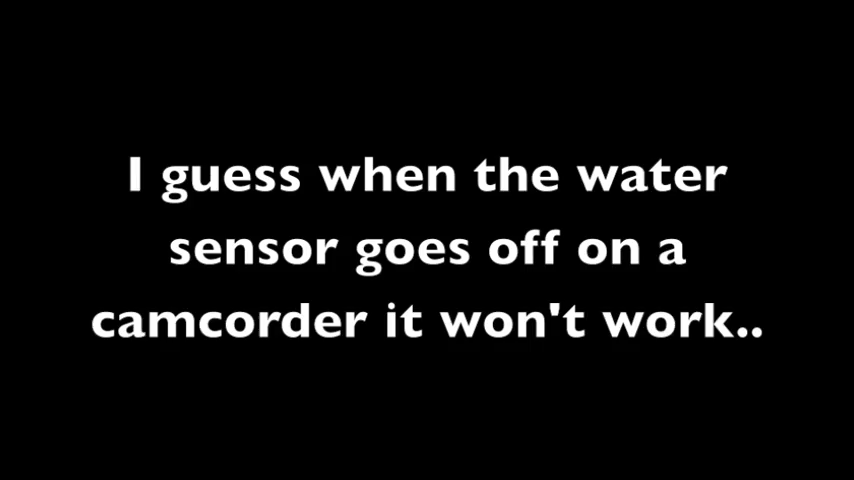 I guess when the water
sensor goes off on a
camcorder it won't work..